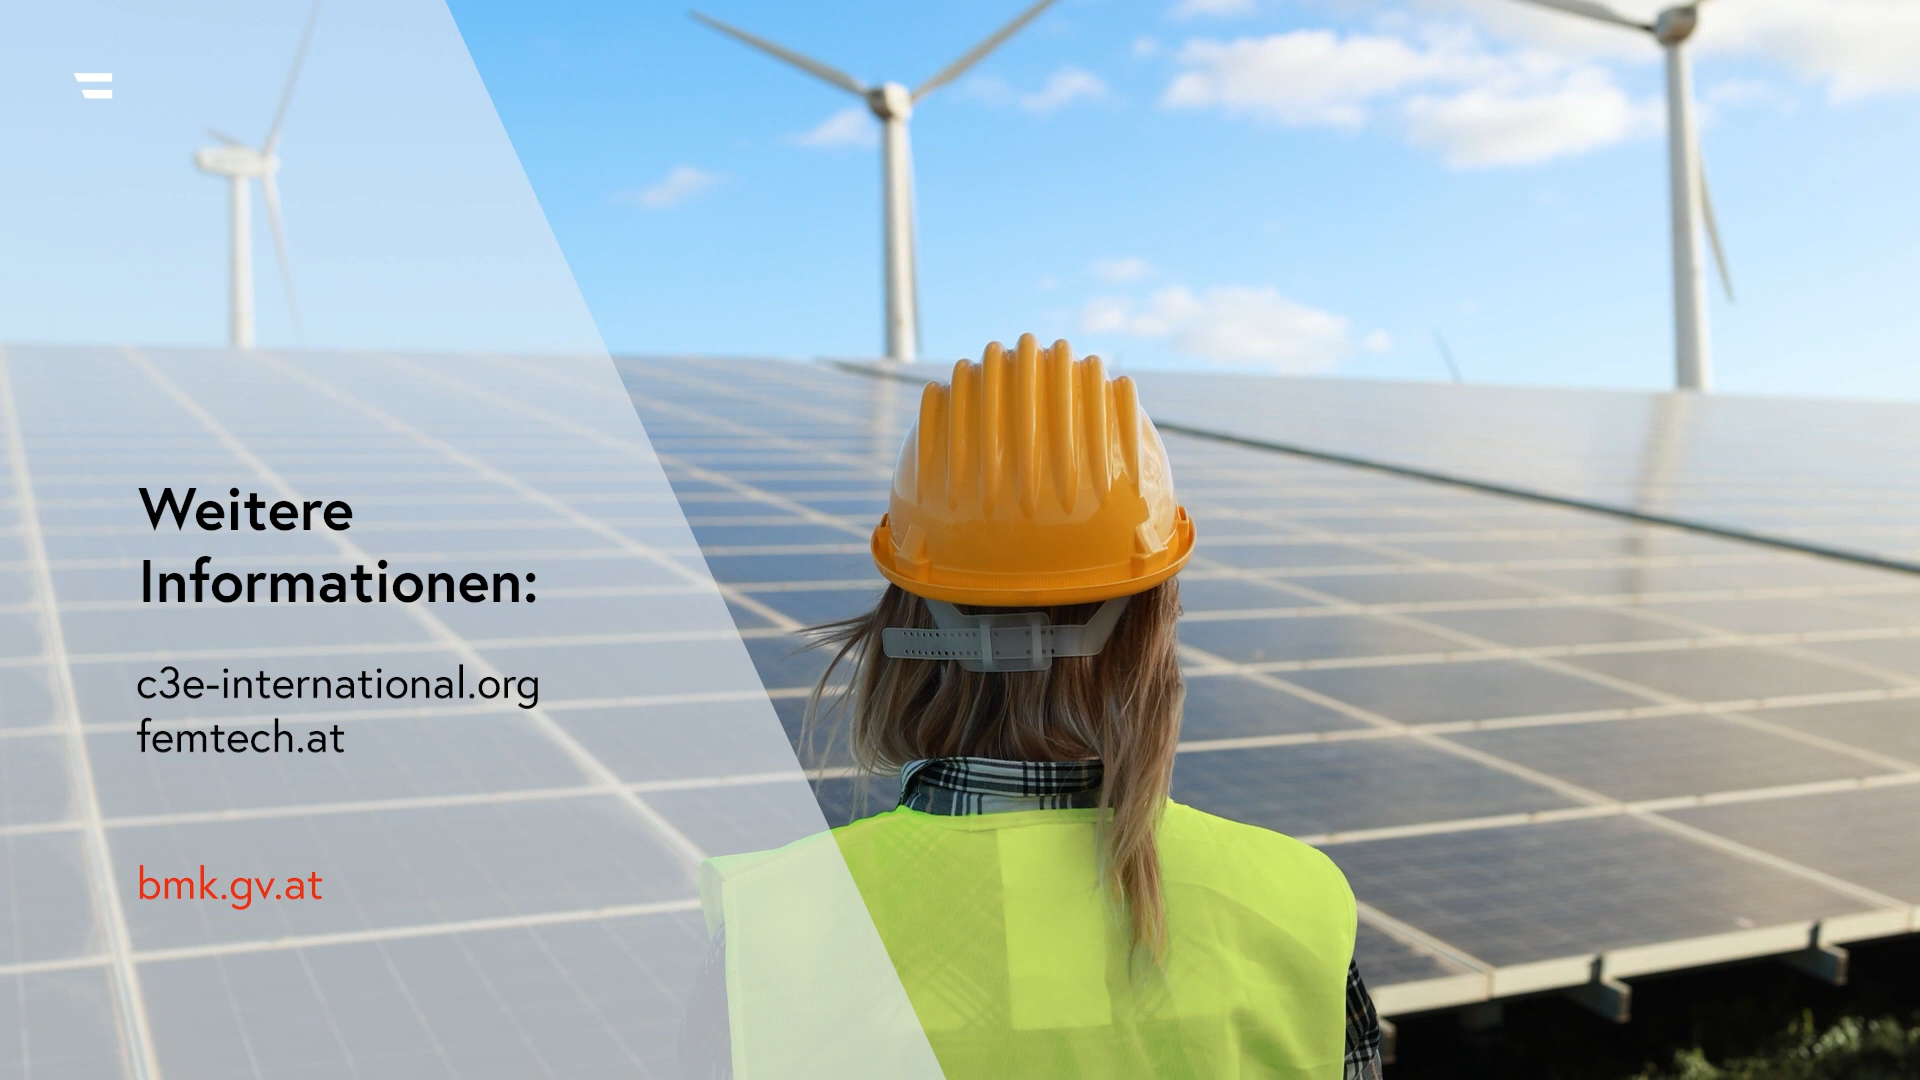 Weitere
Informationen:
c3e-international.org
femtech.at
bmk.gv.at